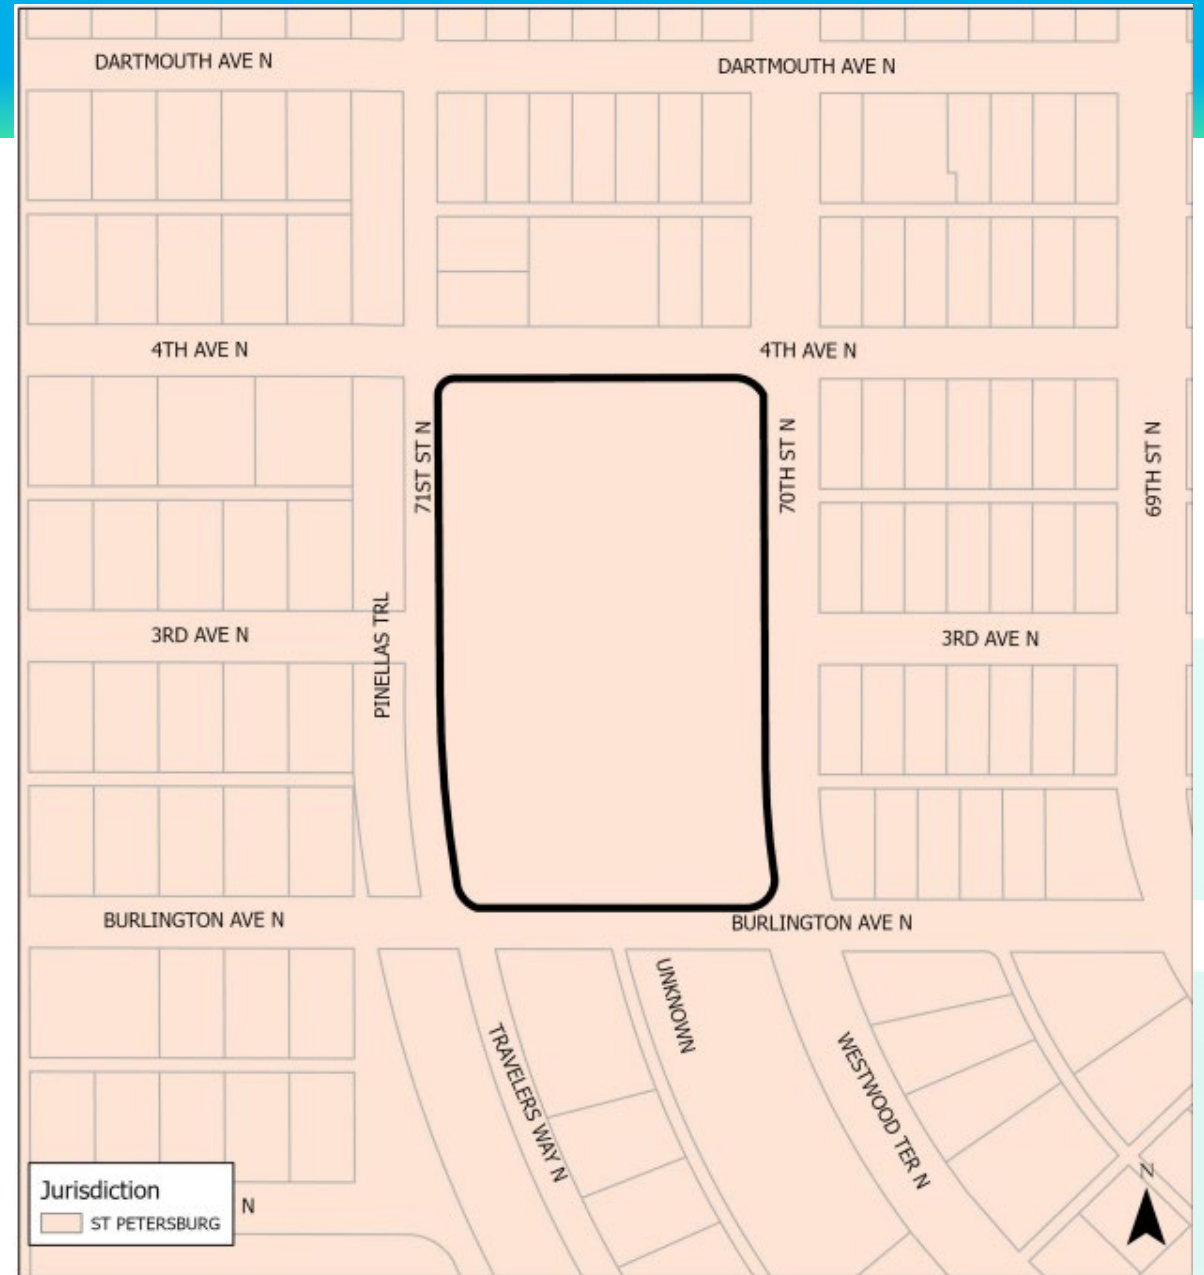 DARTMOUTH AVE N
DARTMOUTH AVE N
4TH AVE N
4TH AVE N
71ST ST N
70TH ST N
69TH ST N
PINELLAS TRL
3RD AVE N
3RD AVE N
BURLINGTON AVE N
BURLINGTON AVE N
UNKNOWN
TRAVELERS WAY N
WESTWOOD TER N
Jurisdiction
ST PETERSBURG
N
N